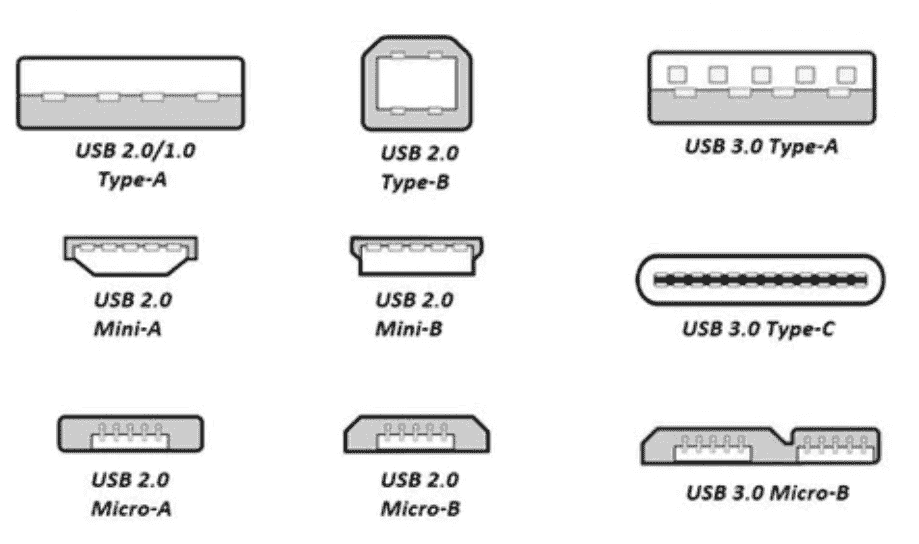 USB 2.0/1.0
Type-A
USB 2.0
Type-B
USB 3.0 Type-A
USB 2.0
Mini-A
USB 2.0
Mini-B
USB 3.0 Type-C
USB 2.0
Micro-A
USB 2.0
Micro-B
USB 3.0 Micro-B